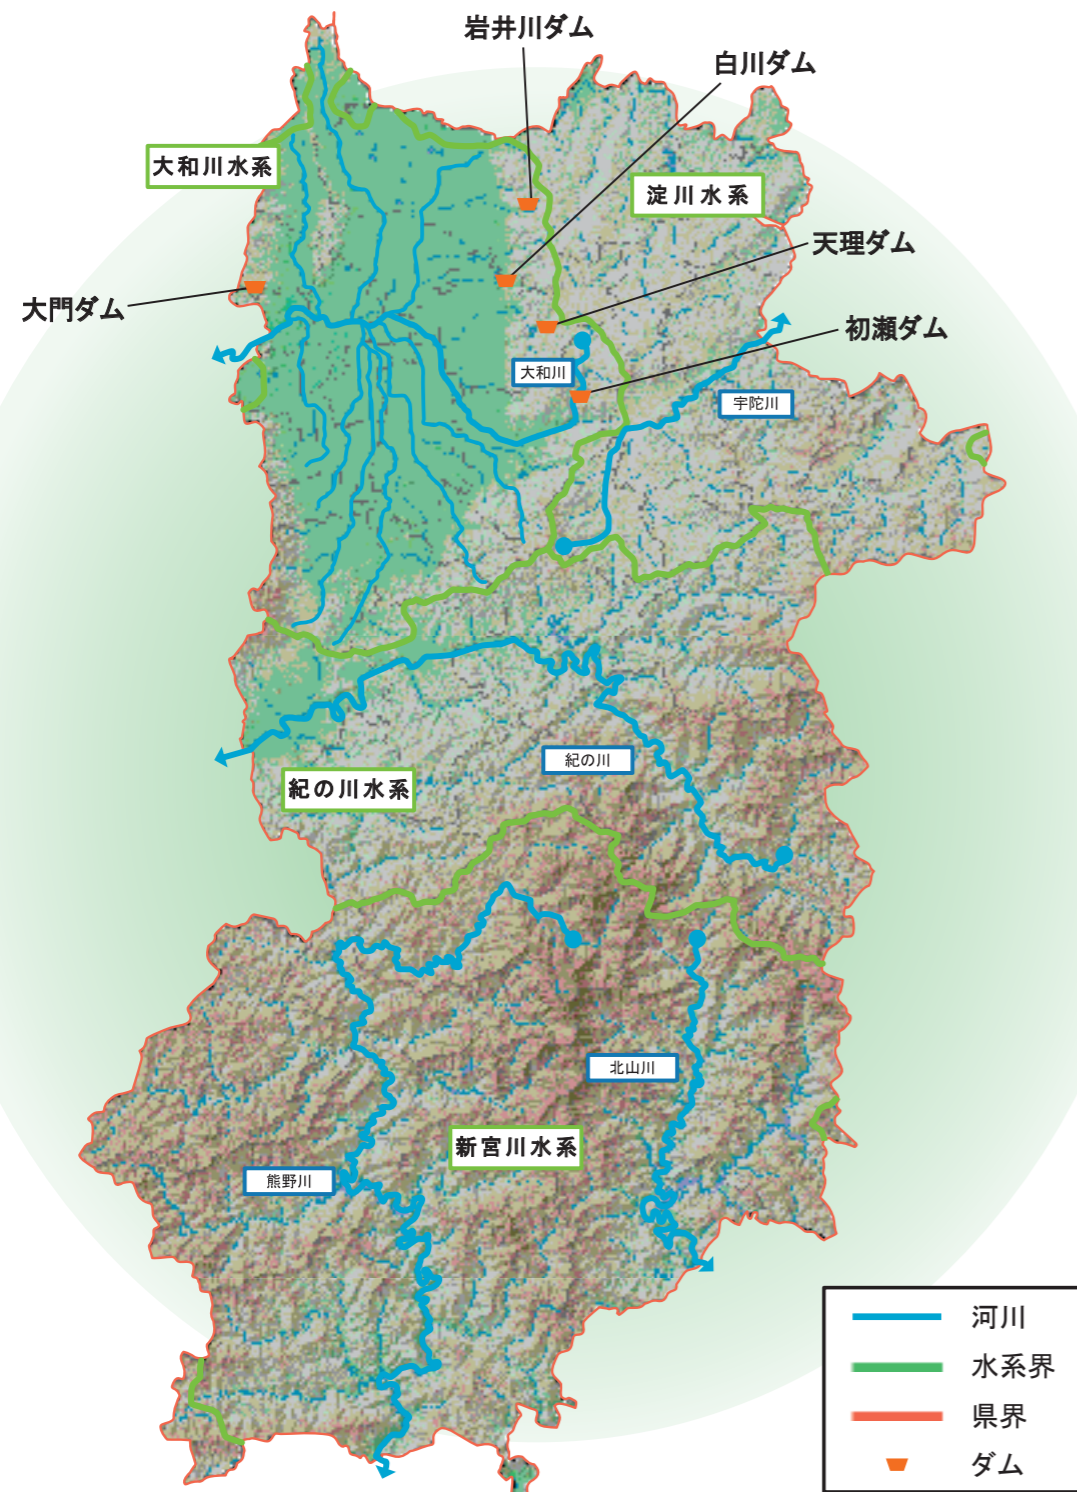 岩井川ダム
白川ダム
大和川水系
淀川水系
天理ダム
大門ダム
初瀬ダム
大和川
宇陀川
紀の川
紀の川水系
北山川
新宮川水系
熊野川
河川
水系界
県界
ダム